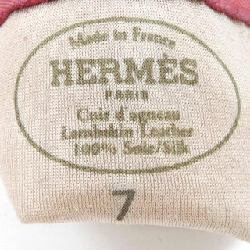 Made in France
HERMÈS
PARIS
Cuir d'agneau
Lambskin Leather
100% Soie/Silk
7